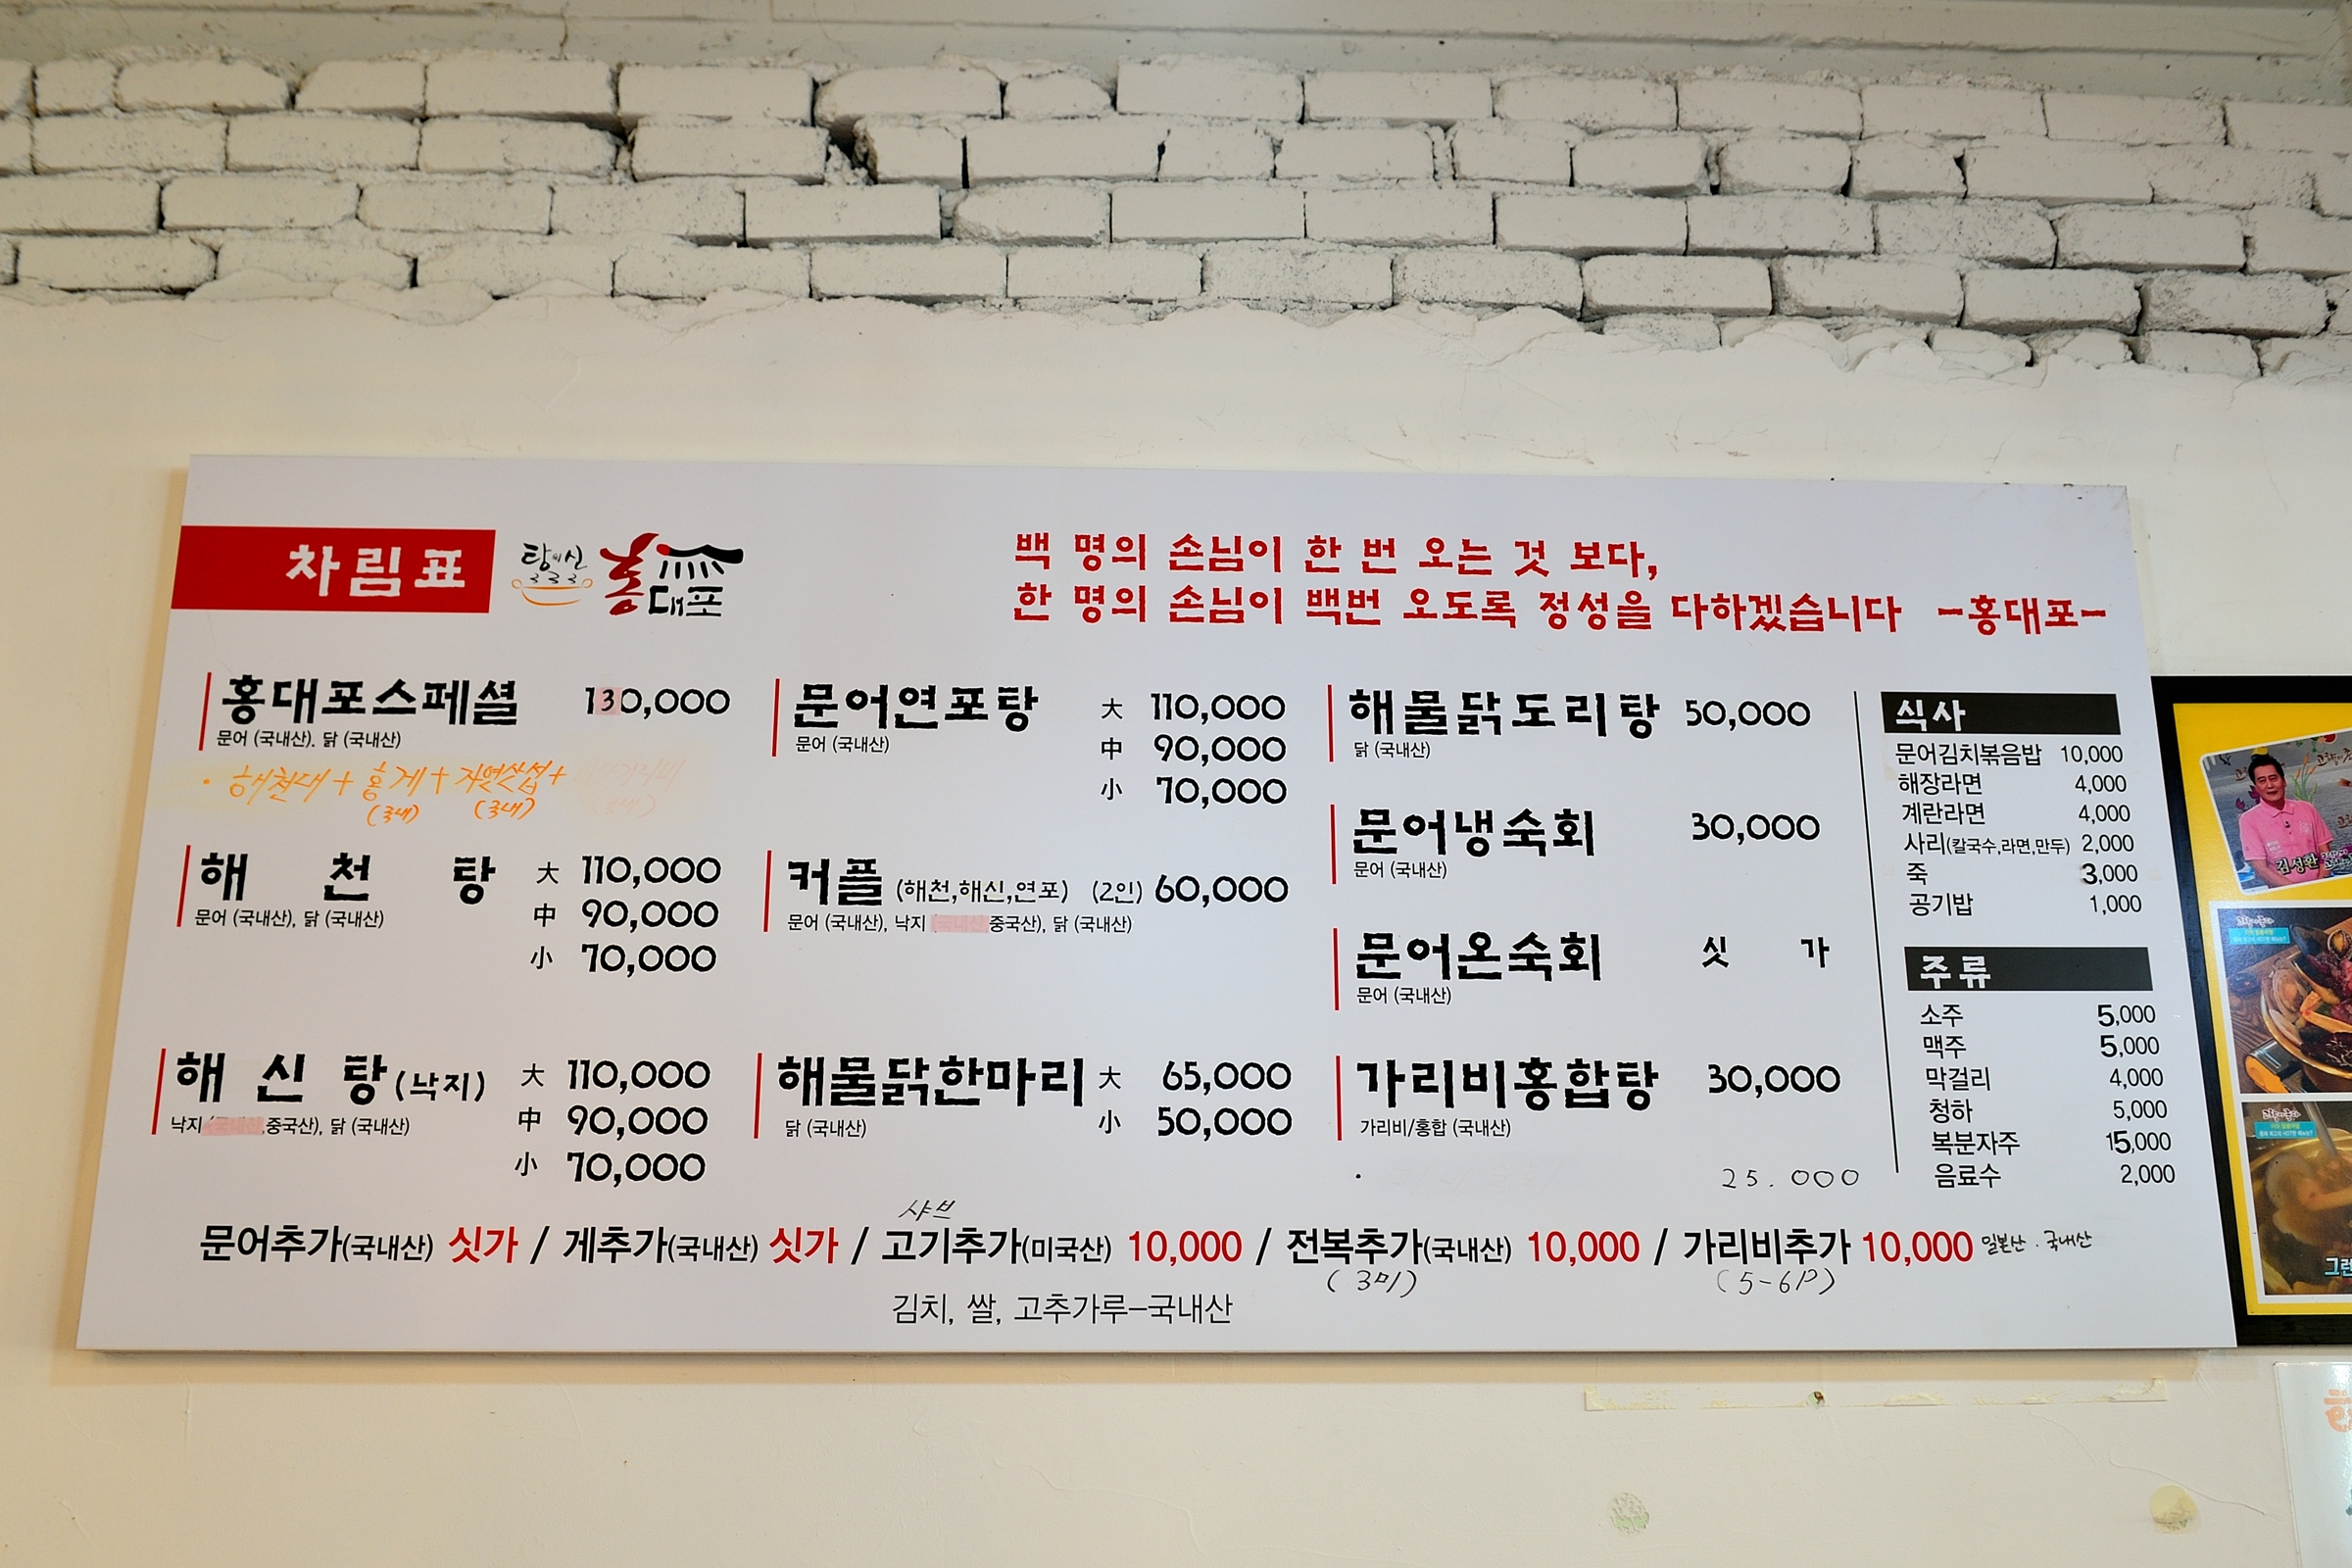 차림표
탕의신
홍대포
백 명의 손님이 한 번 오는 것 보다,
한 명의 손님이 백번 오도록 정성을 다하겠습니다 -홍대포-
홍대포스페셜 130,000
문어 (국내산), 닭 (국내산)
· 해천대 + 홍게 + 자연산섭 +
(국내) (국내)
해 천 탕 大 110,000
문어 (국내산), 닭 (국내산)
中 90,000
小 70,000
해 신 탕 (낙지) 大 110,000
낙지 ,중국산), 닭 (국내산)
中 90,000
小 70,000
문어연포탕 大 110,000
문어 (국내산)
中 90,000
小 70,000
커플 (해천,해신,연포) (2인) 60,000
문어 (국내산), 낙지 중국산), 닭 (국내산)
해물닭한마리 大 65,000
닭 (국내산)
小 50,000
해물닭도리탕 50,000
닭 (국내산)
문어냉숙회 30,000
문어 (국내산)
문어온숙회 싯 가
문어 (국내산)
가리비홍합탕 30,000
가리비/홍합 (국내산)
· 25.000
식사
문어김치볶음밥 10,000
해장라면 4,000
계란라면 4,000
사리(칼국수,라면,만두) 2,000
죽 3,000
공기밥 1,000
주류
소주 5,000
맥주 5,000
막걸리 4,000
청하 5,000
복분자주 15,000
음료수 2,000
샤브
문어추가(국내산) 싯가 / 게추가(국내산) 싯가 / 고기추가(미국산) 10,000 / 전복추가(국내산) 10,000 / 가리비추가 10,000 일본산 . 국내산
(3미) (5-6P)
김치, 쌀, 고추가루-국내산
김성환